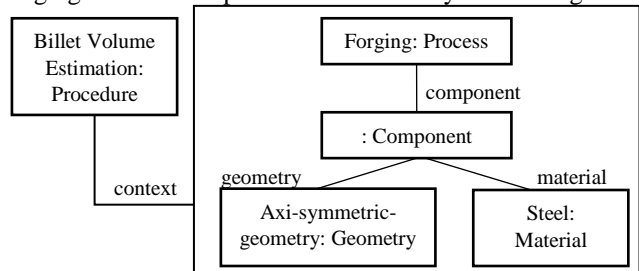 Billet Volume
Estimation:
Procedure
Forging: Process
component
: Component
geometry
material
context
Axi-symmetric-
geometry: Geometry
Steel:
Material